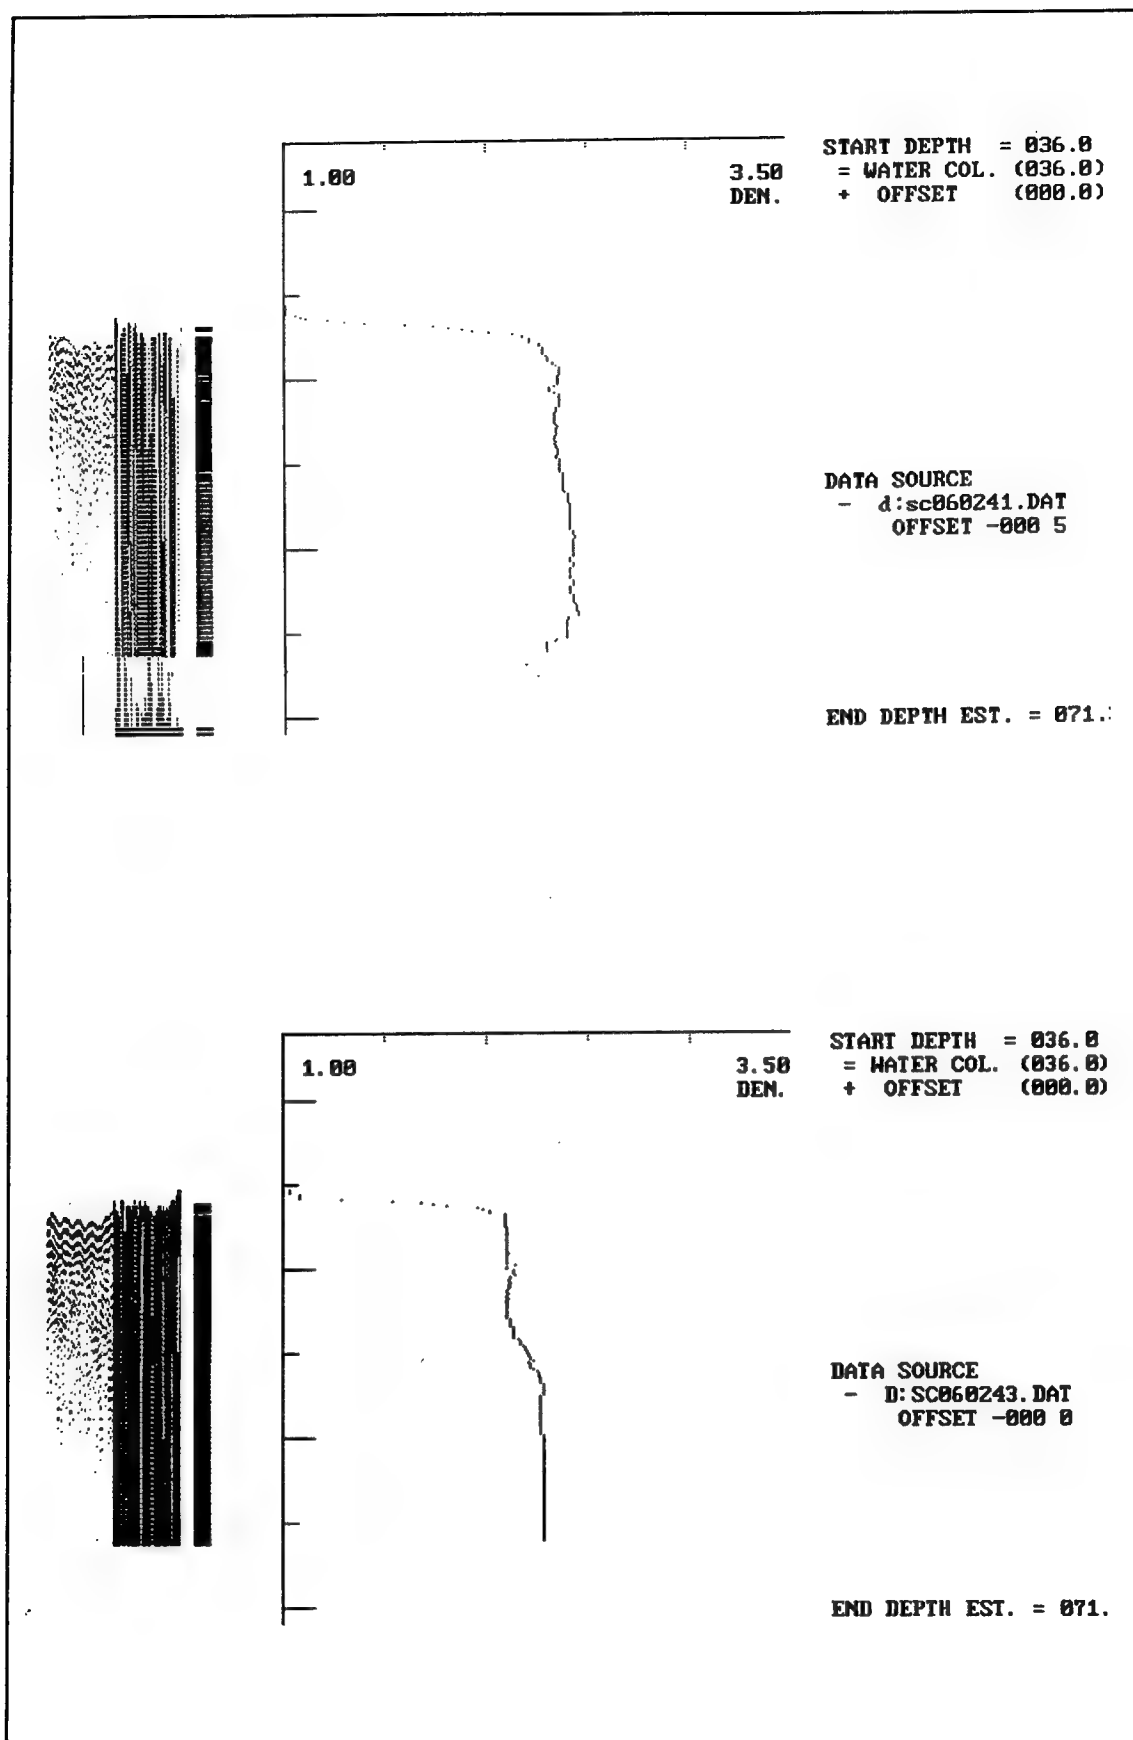 1.00
3.50
DEN.
START DEPTH = 036.0
= WATER COL. (036.0)
+ OFFSET (000.0)
DATA SOURCE
- d:sc060241.DAT
OFFSET -000 5
END DEPTH EST. = 071.
1.00
3.50
DEN.
START DEPTH = 036.0
= WATER COL. (036.0)
+ OFFSET (000.0)
DATA SOURCE
- D:SC060243.DAT
OFFSET -000 0
END DEPTH EST. = 071.